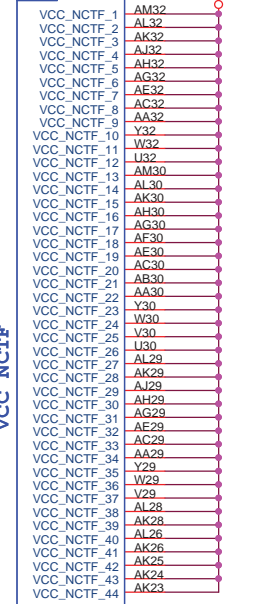 VCC_NCTF_1 AM32
VCC_NCTF_2 AL32
VCC_NCTF_3 AK32
VCC_NCTF_4 AJ32
VCC_NCTF_5 AH32
VCC_NCTF_6 AG32
VCC_NCTF_7 AE32
VCC_NCTF_8 AC32
VCC_NCTF_9 AA32
VCC_NCTF_10 Y32
VCC_NCTF_11 W32
VCC_NCTF_12 U32
VCC_NCTF_13 AM30
VCC_NCTF_14 AL30
VCC_NCTF_15 AK30
VCC_NCTF_16 AH30
VCC_NCTF_17 AG30
VCC_NCTF_18 AF30
VCC_NCTF_19 AE30
VCC_NCTF_20 AC30
VCC_NCTF_21 AB30
VCC_NCTF_22 AA30
VCC_NCTF_23 Y30
VCC_NCTF_24 W30
VCC_NCTF_25 V30
VCC_NCTF_26 U30
VCC_NCTF_27 AL29
VCC_NCTF_28 AK29
VCC_NCTF_29 AJ29
VCC_NCTF_30 AH29
VCC_NCTF_31 AG29
VCC_NCTF_32 AE29
VCC_NCTF_33 AC29
VCC_NCTF_34 AA29
VCC_NCTF_35 Y29
VCC_NCTF_36 W29
VCC_NCTF_37 V29
VCC_NCTF_38 AL28
VCC_NCTF_39 AK28
VCC_NCTF_40 AL26
VCC_NCTF_41 AK26
VCC_NCTF_42 AK25
VCC_NCTF_43 AK24
VCC_NCTF_44 AK23
VCC NCTF